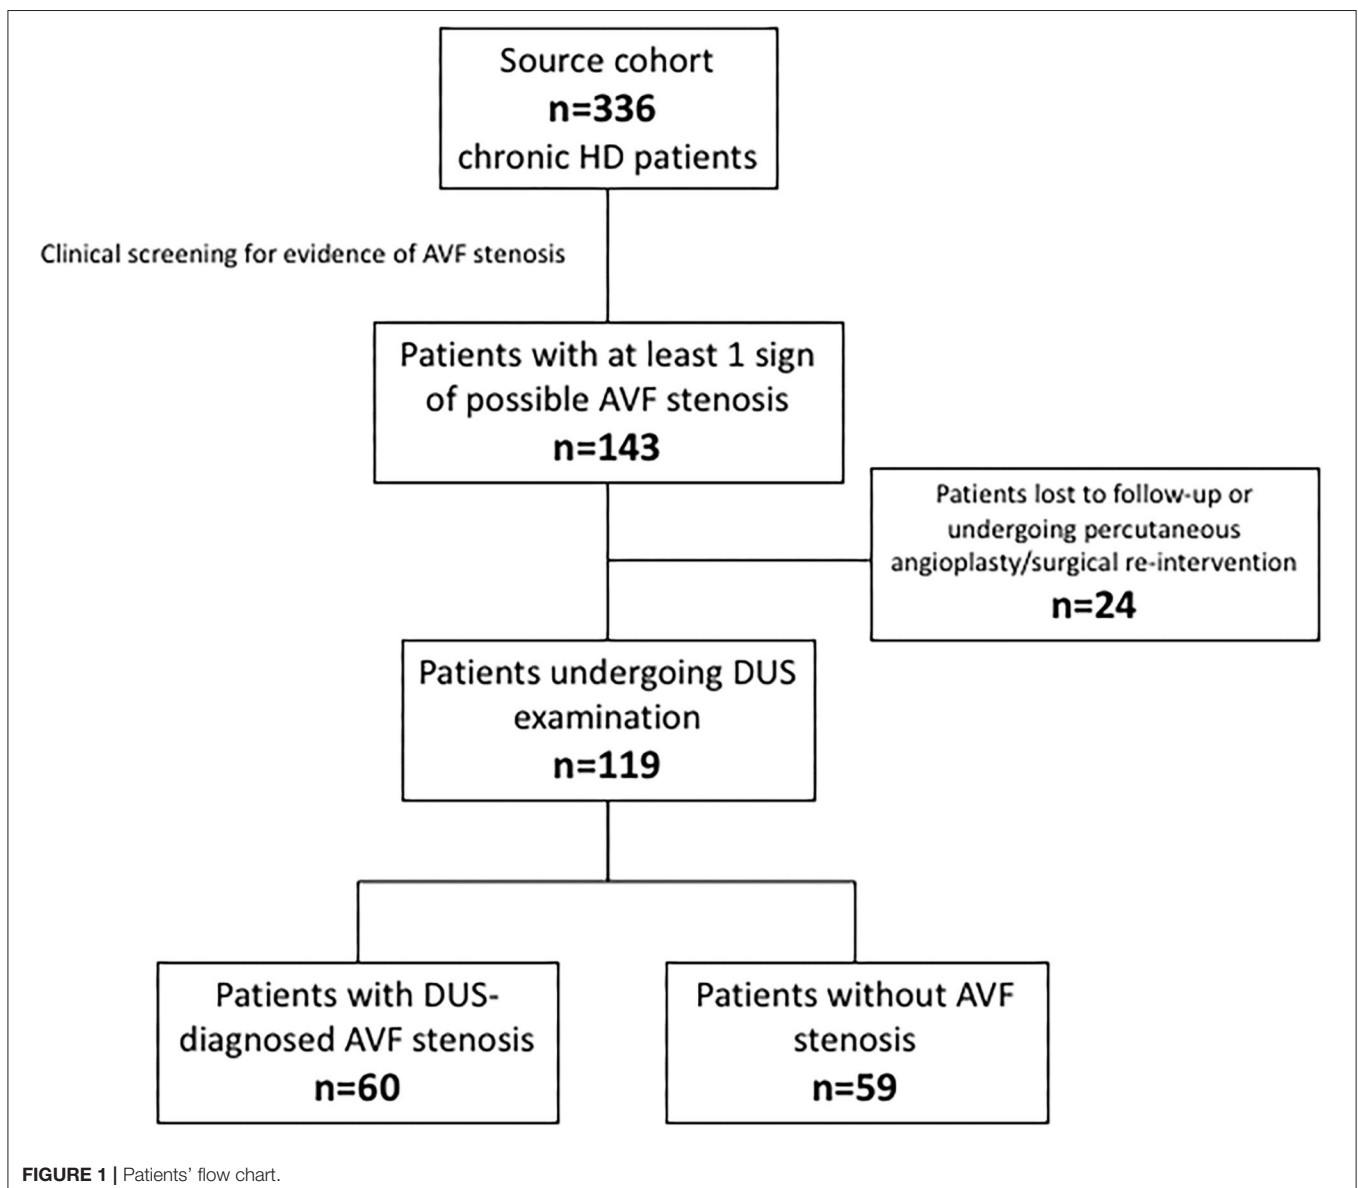 Source cohort
n=336
chronic HD patients
Clinical screening for evidence of AVF stenosis
Patients with at least 1 sign
of possible AVF stenosis
n=143
Patients lost to follow-up or
undergoing percutaneous
angioplasty/surgical re-intervention
n=24
Patients undergoing DUS
examination
n=119
Patients with DUS-
diagnosed AVF stenosis
n=60
Patients without AVF
stenosis
n=59
FIGURE 1 | Patients' flow chart.